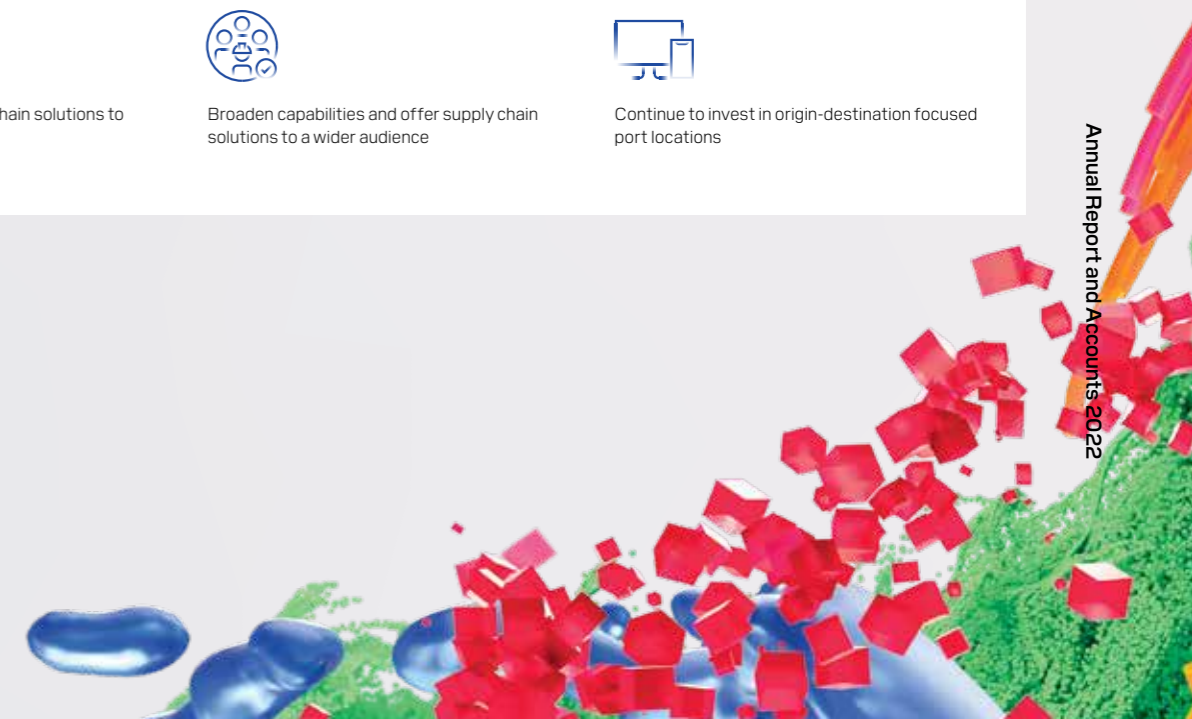 chain solutions to
Broaden capabilities and offer supply chain
solutions to a wider audience
Continue to invest in origin-destination focused
port locations
Annual Report and Accounts 2022